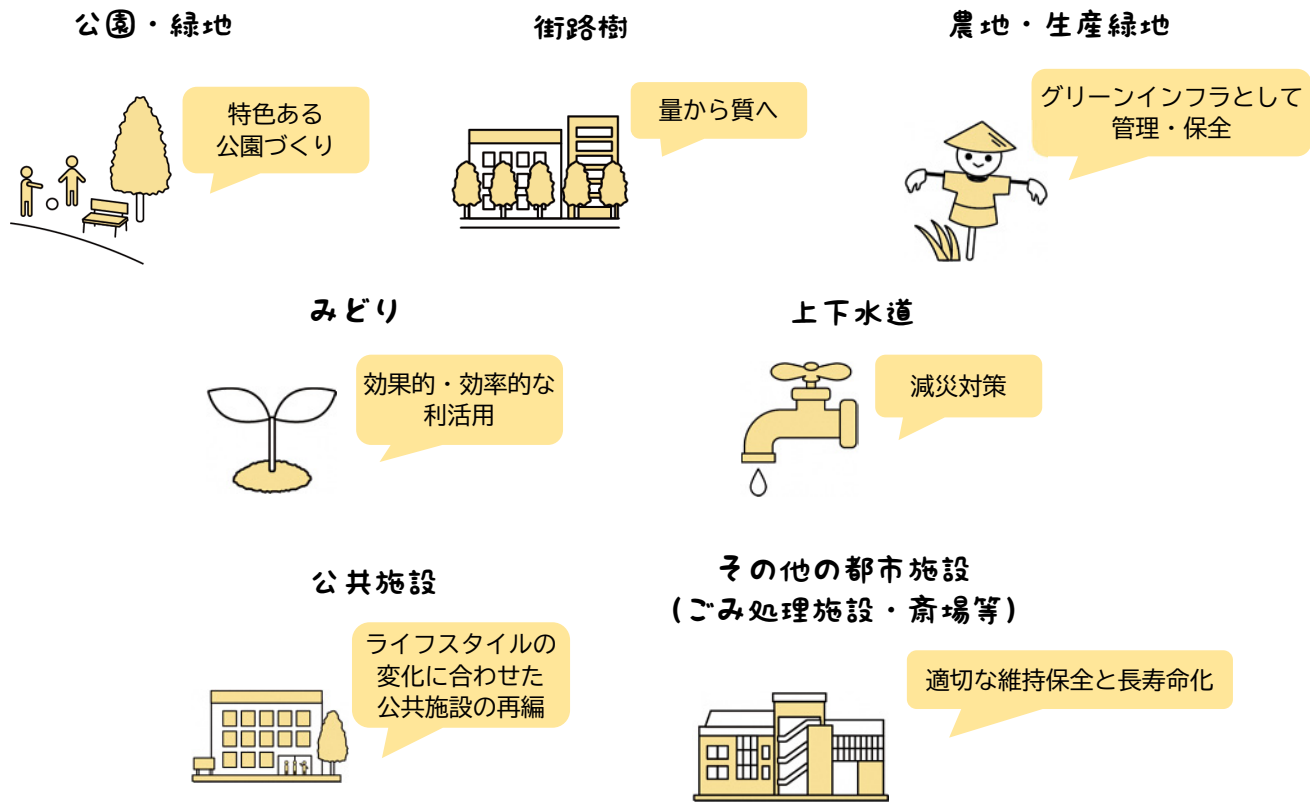 公園・緑地
街路樹
農地・生産緑地
特色ある
公園づくり
量から質へ
グリーンインフラとして
管理・保全
みどり
上下水道
効果的・効率的な
利活用
減災対策
公共施設
その他の都市施設
(ごみ処理施設・斎場等)
ライフスタイルの
変化に合わせた
公共施設の再編
適切な維持保全と長寿命化